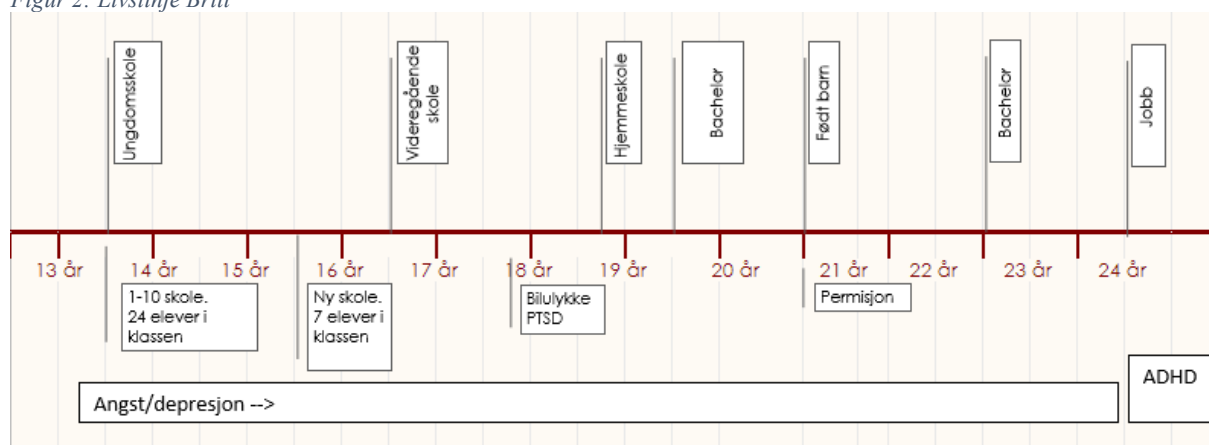 Figur 2: Livslinje Britt
Ungdomsskole
Videregående
skole
Hjemmeskole
Bachelor
Født barn
Bachelor
Jobb
13 år
14 år
15 år
16 år
17 år
18 år
19 år
20 år
21 år
22 år
23 år
24 år
1-10 skole.
24 elever i
klassen
Ny skole.
7 elever i
klassen
Bilulykke
PTSD
Permisjon
Angst/depresjon -->
ADHD